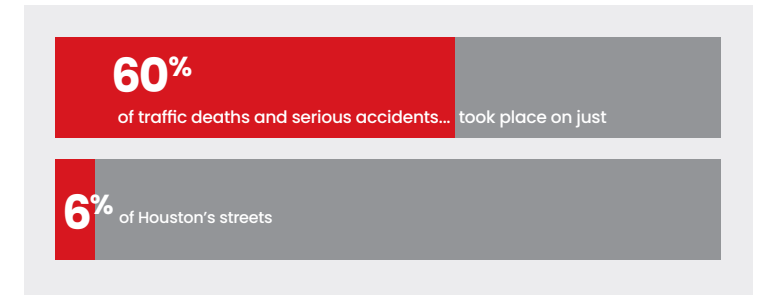 60%
of traffic deaths and serious accidents... took place on just
6% of Houston’s streets